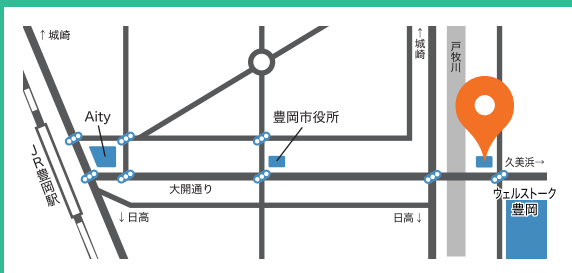 ↑城崎
↑城崎
戸牧川
Aity
豊岡市役所
JR豊岡駅
久美浜→
大開通り
ウェルストーク
豊岡
↓日高
日高↓